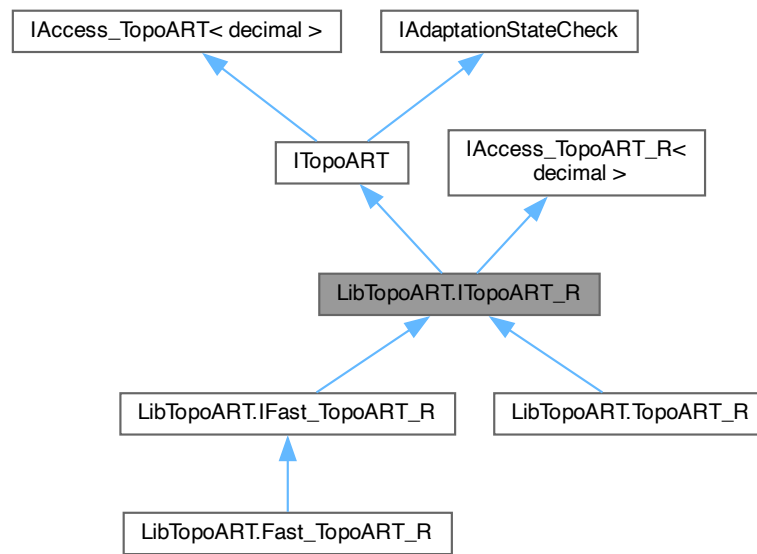 IAccess_TopoART< decimal >
IAdaptationStateCheck
ITopoART
IAccess_TopoART_R<
decimal >
LibTopoART.ITopoART_R
LibTopoART.IFast_TopoART_R
LibTopoART.TopoART_R
LibTopoART.Fast_TopoART_R